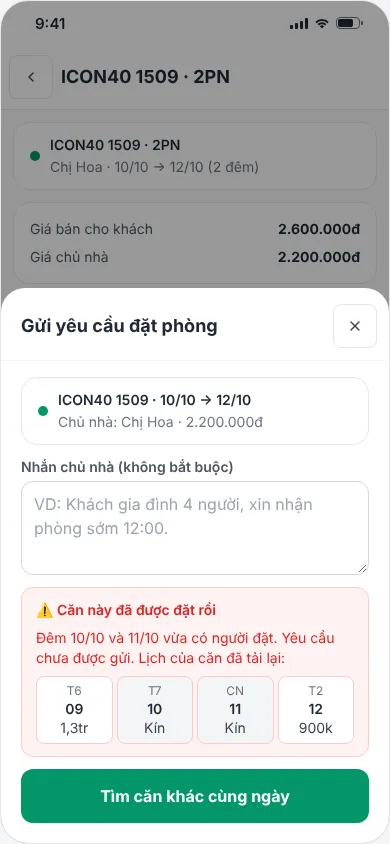 9:41
ICON40 1509 · 2PN
ICON40 1509 · 2PN
Chị Hoa · 10/10 → 12/10 (2 đêm)
Giá bán cho khách 2.600.000đ
Giá chủ nhà 2.200.000đ
Gửi yêu cầu đặt phòng
ICON40 1509 · 10/10 → 12/10
Chủ nhà: Chị Hoa · 2.200.000đ
Nhắn chủ nhà (không bắt buộc)
VD: Khách gia đình 4 người, xin nhận
phòng sớm 12:00.
⚠️ Căn này đã được đặt rồi
Đêm 10/10 và 11/10 vừa có người đặt. Yêu cầu
chưa được gửi. Lịch của căn đã tải lại:
T6 T7 CN T2
09 10 11 12
1,3tr Kín Kín 900k
Tìm căn khác cùng ngày